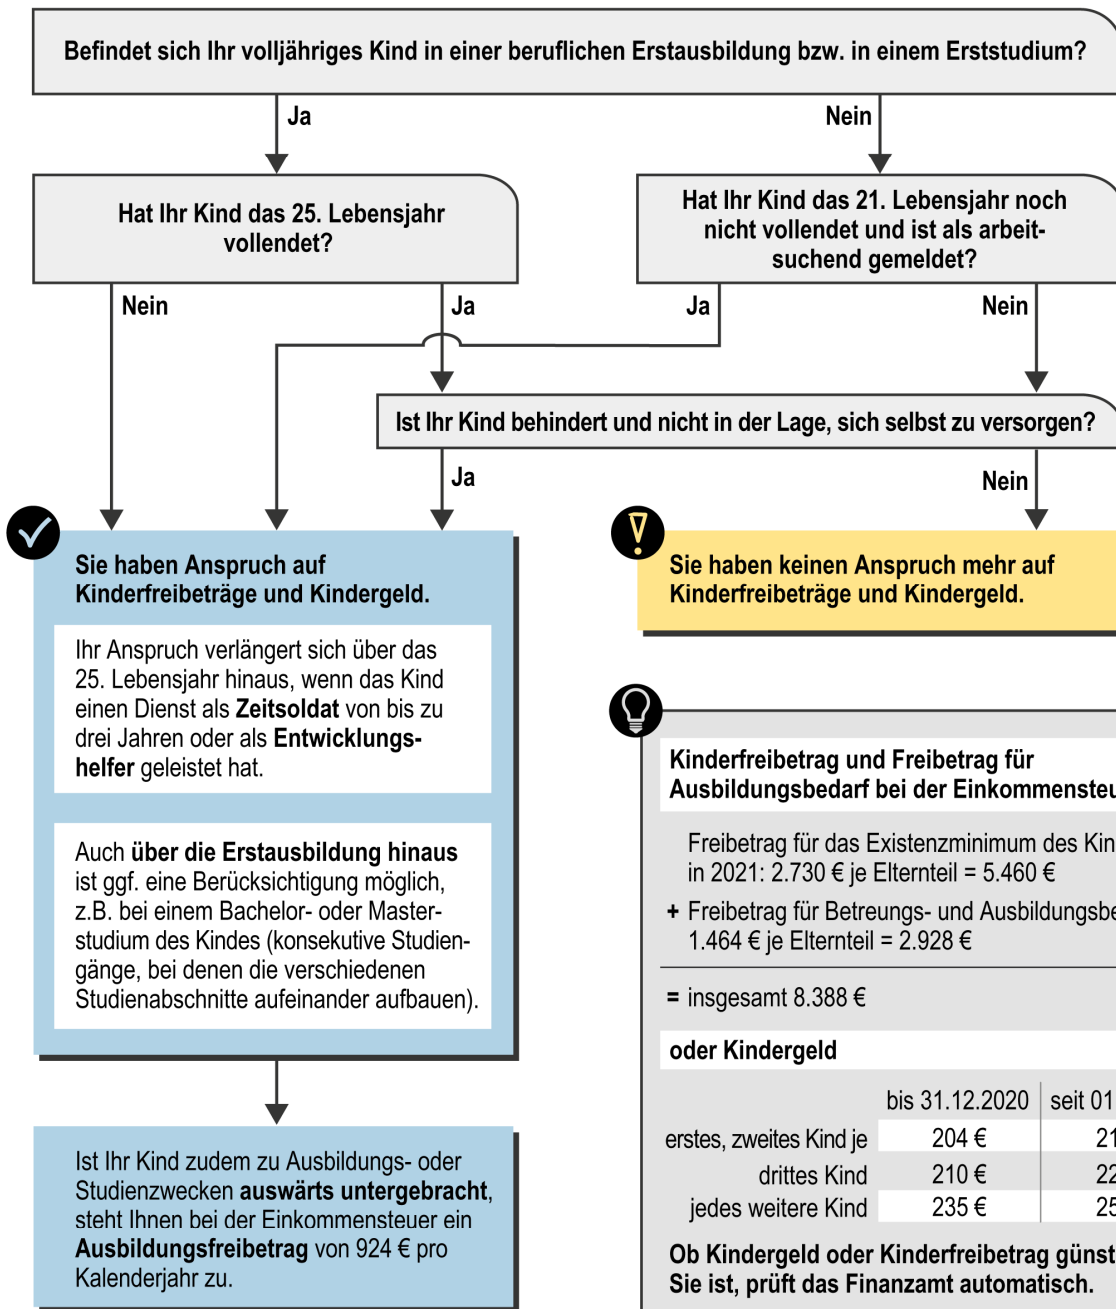 Befindet sich Ihr volljähriges Kind in einer beruflichen Erstausbildung bzw. in einem Erststudium?
Ja
Nein
Hat Ihr Kind das 25. Lebensjahr
vollendet?
Hat Ihr Kind das 21. Lebensjahr noch
nicht vollendet und ist als arbeit-
suchend gemeldet?
Nein
Ja
Ja
Nein
Ist Ihr Kind behindert und nicht in der Lage, sich selbst zu versorgen?
Ja
Nein
Sie haben Anspruch auf
Kinderfreibeträge und Kindergeld.
Ihr Anspruch verlängert sich über das
25. Lebensjahr hinaus, wenn das Kind
einen Dienst als Zeitsoldat von bis zu
drei Jahren oder als Entwicklungs-
helfer geleistet hat.
Auch über die Erstausbildung hinaus
ist ggf. eine Berücksichtigung möglich,
z.B. bei einem Bachelor- oder Master-
studium des Kindes (konsekutive Studien-
gänge, bei denen die verschiedenen
Studienabschnitte aufeinander aufbauen).
Ist Ihr Kind zudem zu Ausbildungs- oder
Studienzwecken auswärts untergebracht,
steht Ihnen bei der Einkommensteuer ein
Ausbildungsfreibetrag von 924 € pro
Kalenderjahr zu.
Sie haben keinen Anspruch mehr auf
Kinderfreibeträge und Kindergeld.
Kinderfreibetrag und Freibetrag für
Ausbildungsbedarf bei der
Freibetrag für das Existenzminimum des
in 2021: 2.730 € je Elternteil = 5.460 €
+ Freibetrag für Betreungs- und
1.464 € je Elternteil = 2.928 €
= insgesamt 8.388 €
oder Kindergeld
bis 31.12.2020 seit
erstes, zweites Kind je 204 €
drittes Kind 210 €
jedes weitere Kind 235 €
Ob Kindergeld oder Kinderfreibetrag
Sie ist, prüft das Finanzamt automatisch.